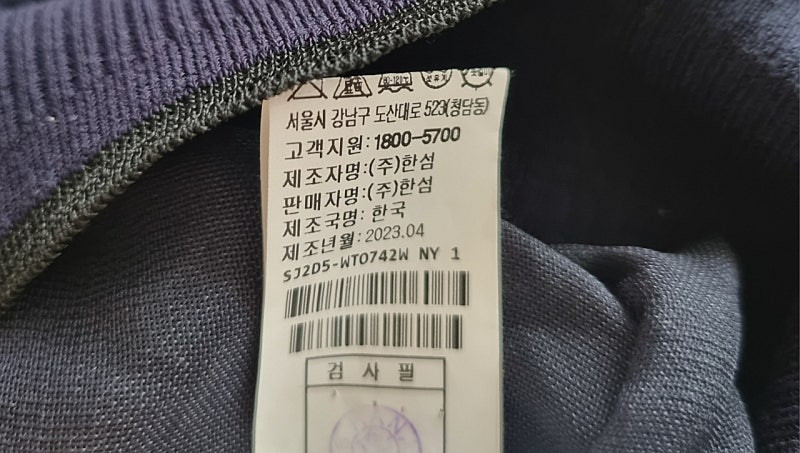 서울시 강남구 도산대로 523(청담동)
고객지원: 1800-5700
제조자명:(주)한섬
판매자명:(주)한섬
제조국명: 한국
제조년월: 2023.04
SJ2D5-WTO742W NY 1
검사필